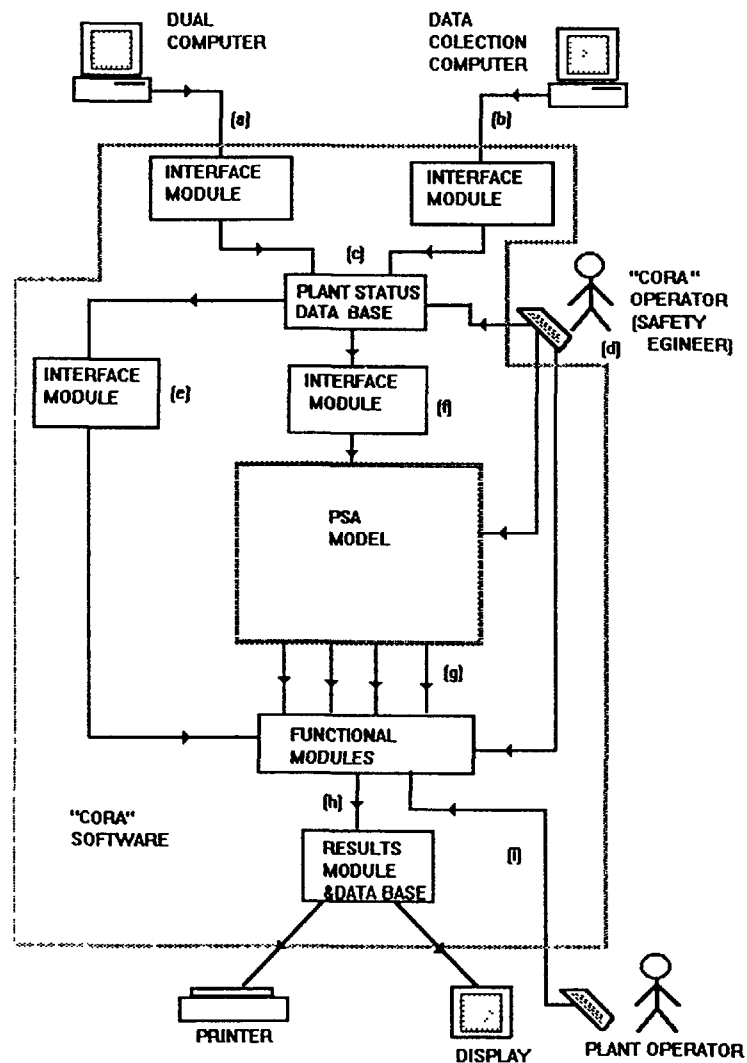 DUAL
COMPUTER
DATA
COLECTION
COMPUTER
(a)
(b)
INTERFACE
MODULE
INTERFACE
MODULE
(c)
PLANT STATUS
DATA BASE
"CORA"
OPERATOR
(SAFETY
EGINEER)
(d)
INTERFACE
MODULE
(e)
INTERFACE
MODULE
(f)
PSA
MODEL
(g)
FUNCTIONAL
MODULES
(h)
"CORA"
SOFTWARE
RESULTS
MODULE
&DATA BASE
(I)
PRINTER
DISPLAY
PLANT OPERATOR